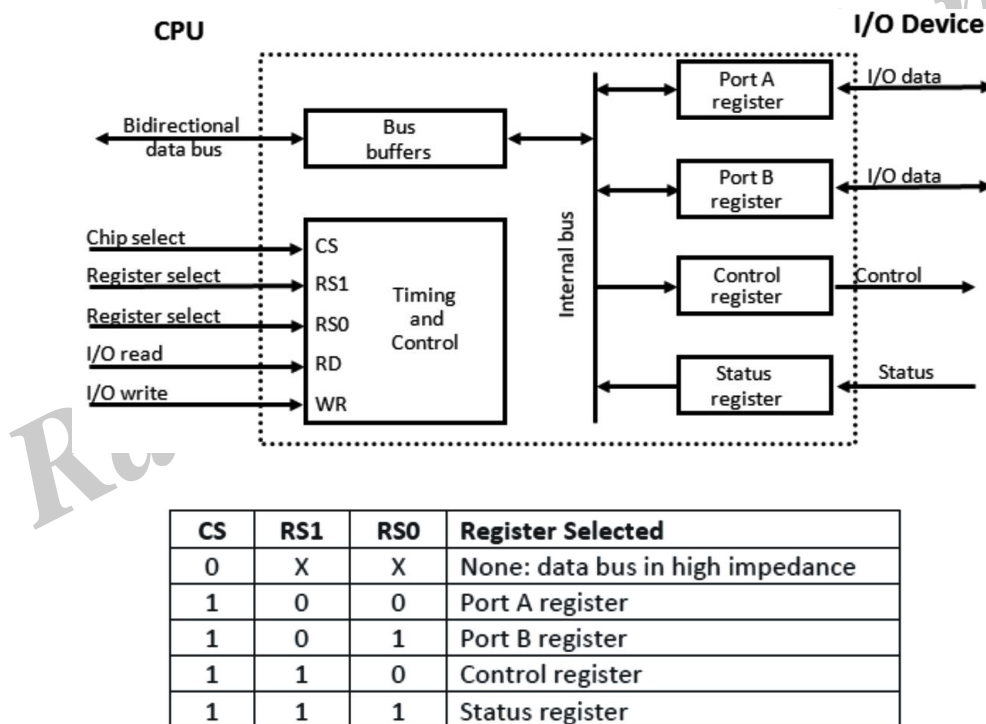 CPU
I/O Device
Bidirectional
data bus
Bus
buffers
Port A
register
I/O data
Port B
register
I/O data
Internal bus
Chip select
Register select
Register select
I/O read
I/O write
CS
RS1
RS0
RD
WR
Timing
and
Control
Control
register
Control
Status
register
Status
CS RS1 RS0 Register Selected
0 X X None: data bus in high impedance
1 0 0 Port A register
1 0 1 Port B register
1 1 0 Control register
1 1 1 Status register